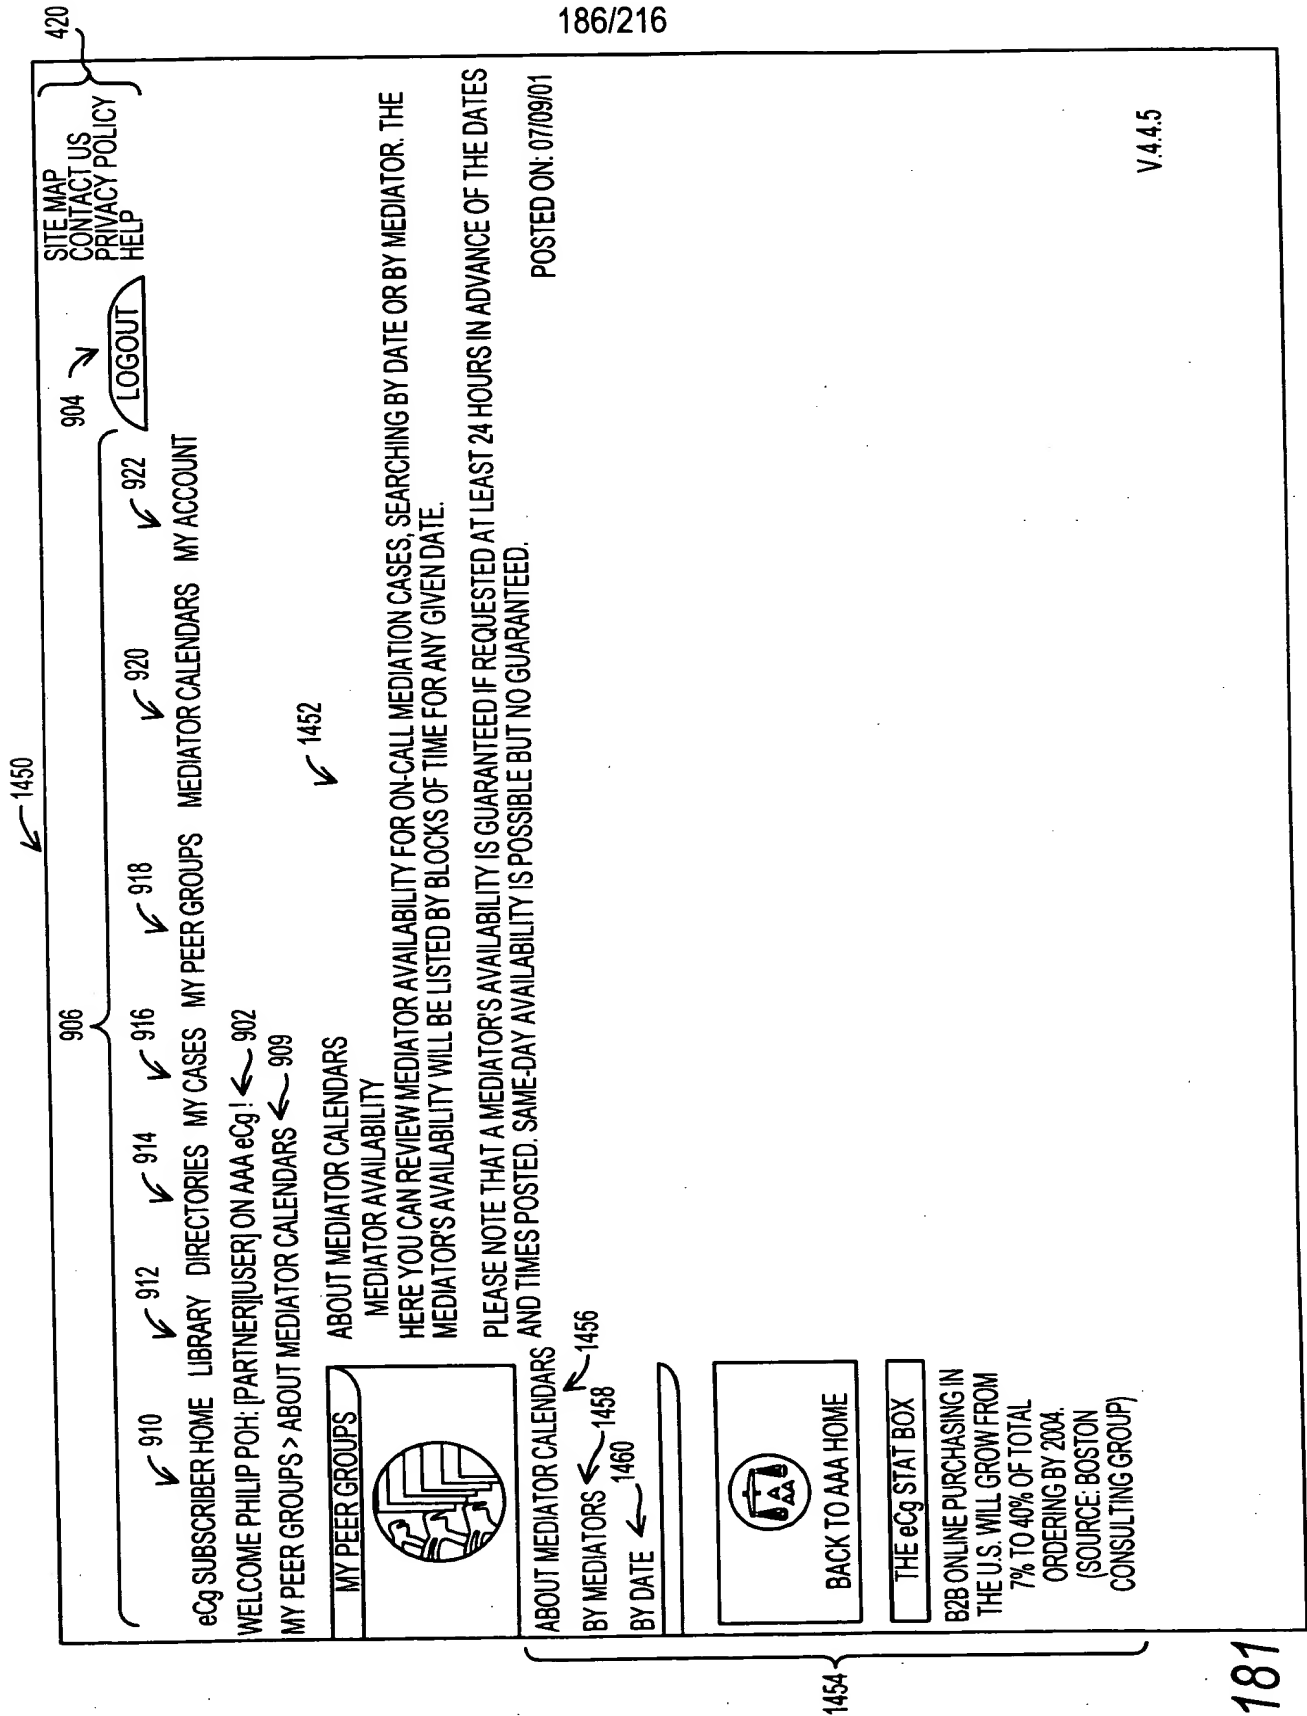 186/216
1450
420
906
904
SITE MAP
CONTACT US
PRIVACY POLICY
HELP
LOGOUT
910
912
914
916
918
920
922
eCg SUBSCRIBER HOME LIBRARY DIRECTORIES MY CASES MY PEER GROUPS MEDIATOR CALENDARS MY ACCOUNT
WELCOME PHILIP POH: [PARTNER][USER] ON AAA eCg! 902
MY PEER GROUPS > ABOUT MEDIATOR CALENDARS 909
1452
MY PEER GROUPS
ABOUT MEDIATOR CALENDARS
MEDIATOR AVAILABILITY
HERE YOU CAN REVIEW MEDIATOR AVAILABILITY FOR ON-CALL MEDIATION CASES, SEARCHING BY DATE OR BY MEDIATOR. THE
MEDIATOR'S AVAILABILITY WILL BE LISTED BY BLOCKS OF TIME FOR ANY GIVEN DATE.
PLEASE NOTE THAT A MEDIATOR'S AVAILABILITY IS GUARANTEED IF REQUESTED AT LEAST 24 HOURS IN ADVANCE OF THE DATES
AND TIMES POSTED. SAME-DAY AVAILABILITY IS POSSIBLE BUT NO GUARANTEED.
POSTED ON: 07/09/01
ABOUT MEDIATOR CALENDARS
1456
BY MEDIATORS 1458
BY DATE 1460
AAA
BACK TO AAA HOME
THE eCg STAT BOX
B2B ONLINE PURCHASING IN
THE U.S. WILL GROW FROM
7% TO 40% OF TOTAL
ORDERING BY 2004.
(SOURCE: BOSTON
CONSULTING GROUP)
V.4.4.5
1454
181